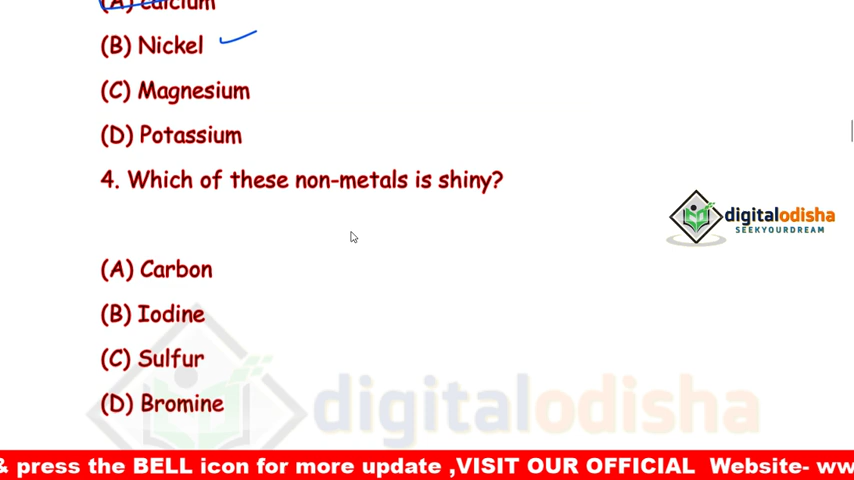 (A) Calcium
(B) Nickel
(C) Magnesium
(D) Potassium
4. Which of these non-metals is shiny?
digitalodisha
SEEKYOURDREAM
(A) Carbon
(B) Iodine
(C) Sulfur
(D) Bromine
digitalodisha
& press the BELL icon for more update ,VISIT OUR OFFICIAL Website- ww